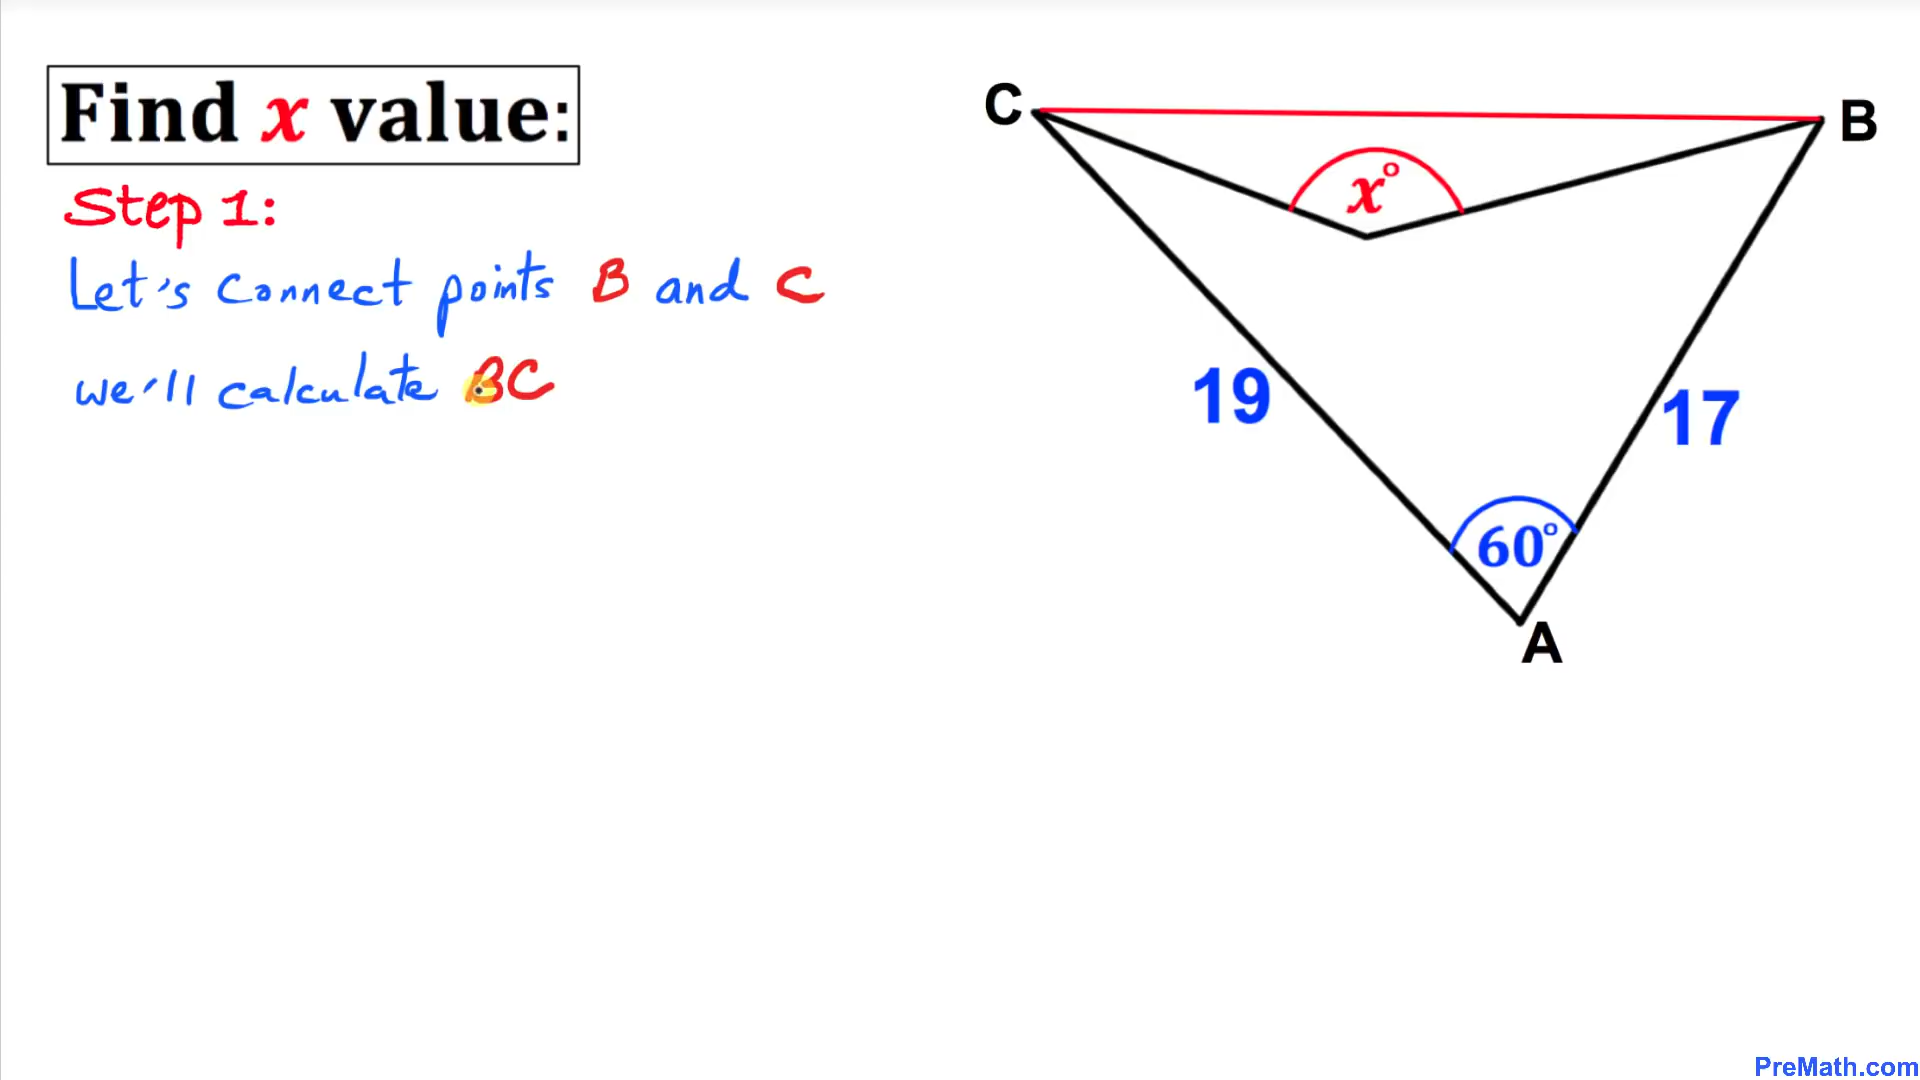 Find x value:
Step 1:
Let's connect points B and C
we'll calculate BC
C
B
x°
19
17
60°
A
PreMath.com